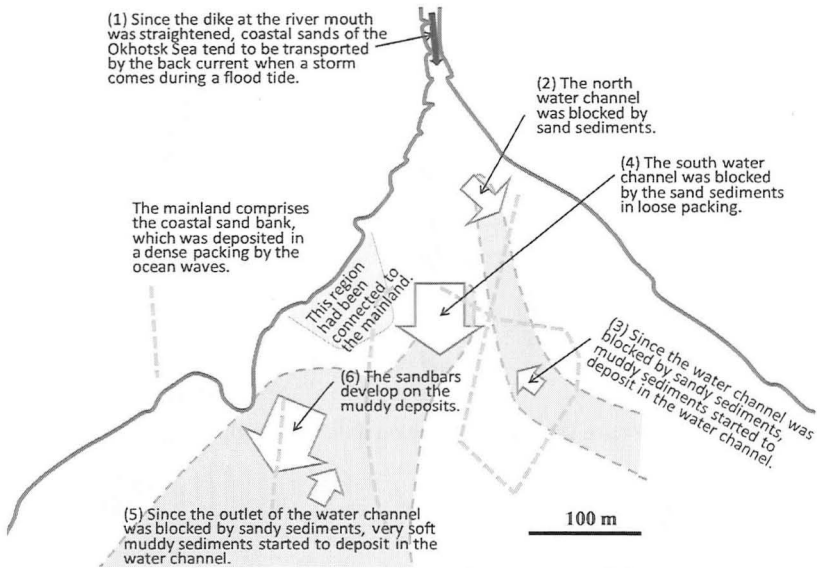 (1) Since the dike at the river mouth
was straightened, coastal sands of the
Okhotsk Sea tend to be transported
by the back current when a storm
comes during a flood tide.
(2) The north
water channel
was blocked by
sand sediments.
(4) The south water
channel was blocked
by the sand sediments
in loose packing.
The mainland comprises
the coastal sand bank,
which was deposited in
a dense packing by the
ocean waves.
This region
had been
connected to
the mainland.
(3) Since the water channel was
blocked by sandy sediments,
muddy sediments started to
deposit in the water channel.
(6) The sandbars
develop on the
muddy deposits.
(5) Since the outlet of the water channel
was blocked by sandy sediments, very soft
muddy sediments started to deposit in the
water channel.
100 m